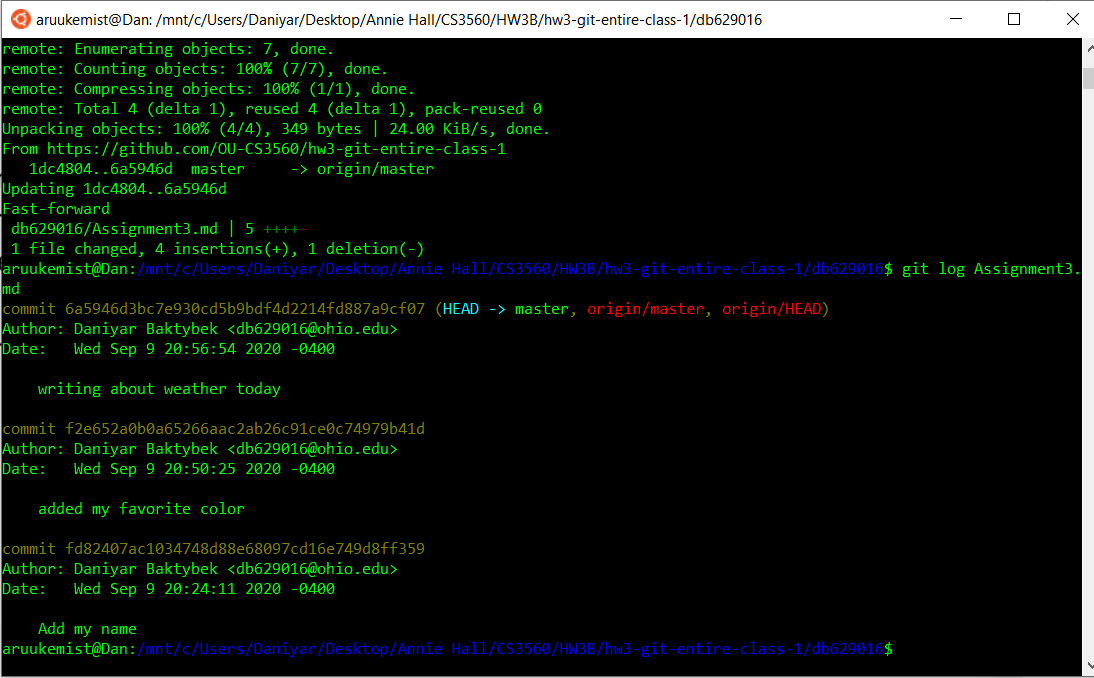 aruukemist@Dan: /mnt/c/Users/Daniyar/Desktop/Annie Hall/CS3560/HW3B/hw3-git-entire-class-1/db629016
remote: Enumerating objects: 7, done.
remote: Counting objects: 100% (7/7), done.
remote: Compressing objects: 100% (1/1), done.
remote: Total 4 (delta 1), reused 4 (delta 1), pack-reused 0
Unpacking objects: 100% (4/4), 349 bytes | 24.00 KiB/s, done.
From https://github.com/OU-CS3560/hw3-git-entire-class-1
   1dc4804..6a5946d  master     -> origin/master
Updating 1dc4804..6a5946d
Fast-forward
 db629016/Assignment3.md | 5 ++++-
 1 file changed, 4 insertions(+), 1 deletion(-)
aruukemist@Dan:/mnt/c/Users/Daniyar/Desktop/Annie Hall/CS3560/HW3B/hw3-git-entire-class-1/db629016$ git log Assignment3.
md
commit 6a5946d3bc7e930cd5b9bdf4d2214fd887a9cf07 (HEAD -> master, origin/master, origin/HEAD)
Author: Daniyar Baktybek <db629016@ohio.edu>
Date:   Wed Sep 9 20:56:54 2020 -0400
    writing about weather today
commit f2e652a0b0a65266aac2ab26c91ce0c74979b41d
Author: Daniyar Baktybek <db629016@ohio.edu>
Date:   Wed Sep 9 20:50:25 2020 -0400
    added my favorite color
commit fd82407ac1034748d88e68097cd16e749d8ff359
Author: Daniyar Baktybek <db629016@ohio.edu>
Date:   Wed Sep 9 20:24:11 2020 -0400
    Add my name
aruukemist@Dan:/mnt/c/Users/Daniyar/Desktop/Annie Hall/CS3560/HW3B/hw3-git-entire-class-1/db629016$